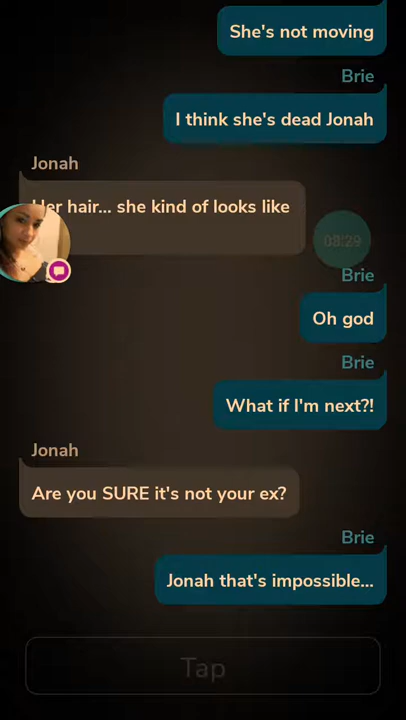 She's not moving
Brie
I think she's dead Jonah
Jonah
Her hair... she kind of looks like
08:29
Brie
Oh god
Brie
What if I'm next?!
Jonah
Are you SURE it's not your ex?
Brie
Jonah that's impossible...
Tap